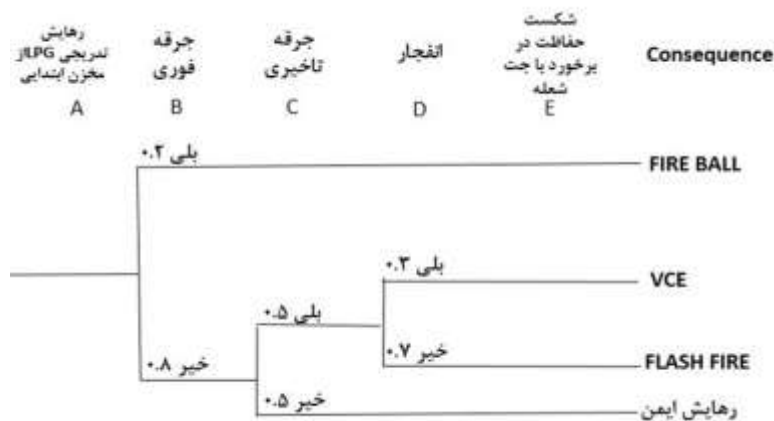 رهایش
تدریجی LPGاز
مخزن ابتدایی
A
جرقه
فوری
B
جرقه
تاخیری
C
انفجار
D
شکست
حفاظت در
برخورد با جت
شعله
E
Consequence
بلی ۰.۲
FIRE BALL
بلی ۰.۳
VCE
بلی ۰.۵
خیر ۰.۷
FLASH FIRE
خیر ۰.۸
خیر ۰.۵
رهایش ایمن